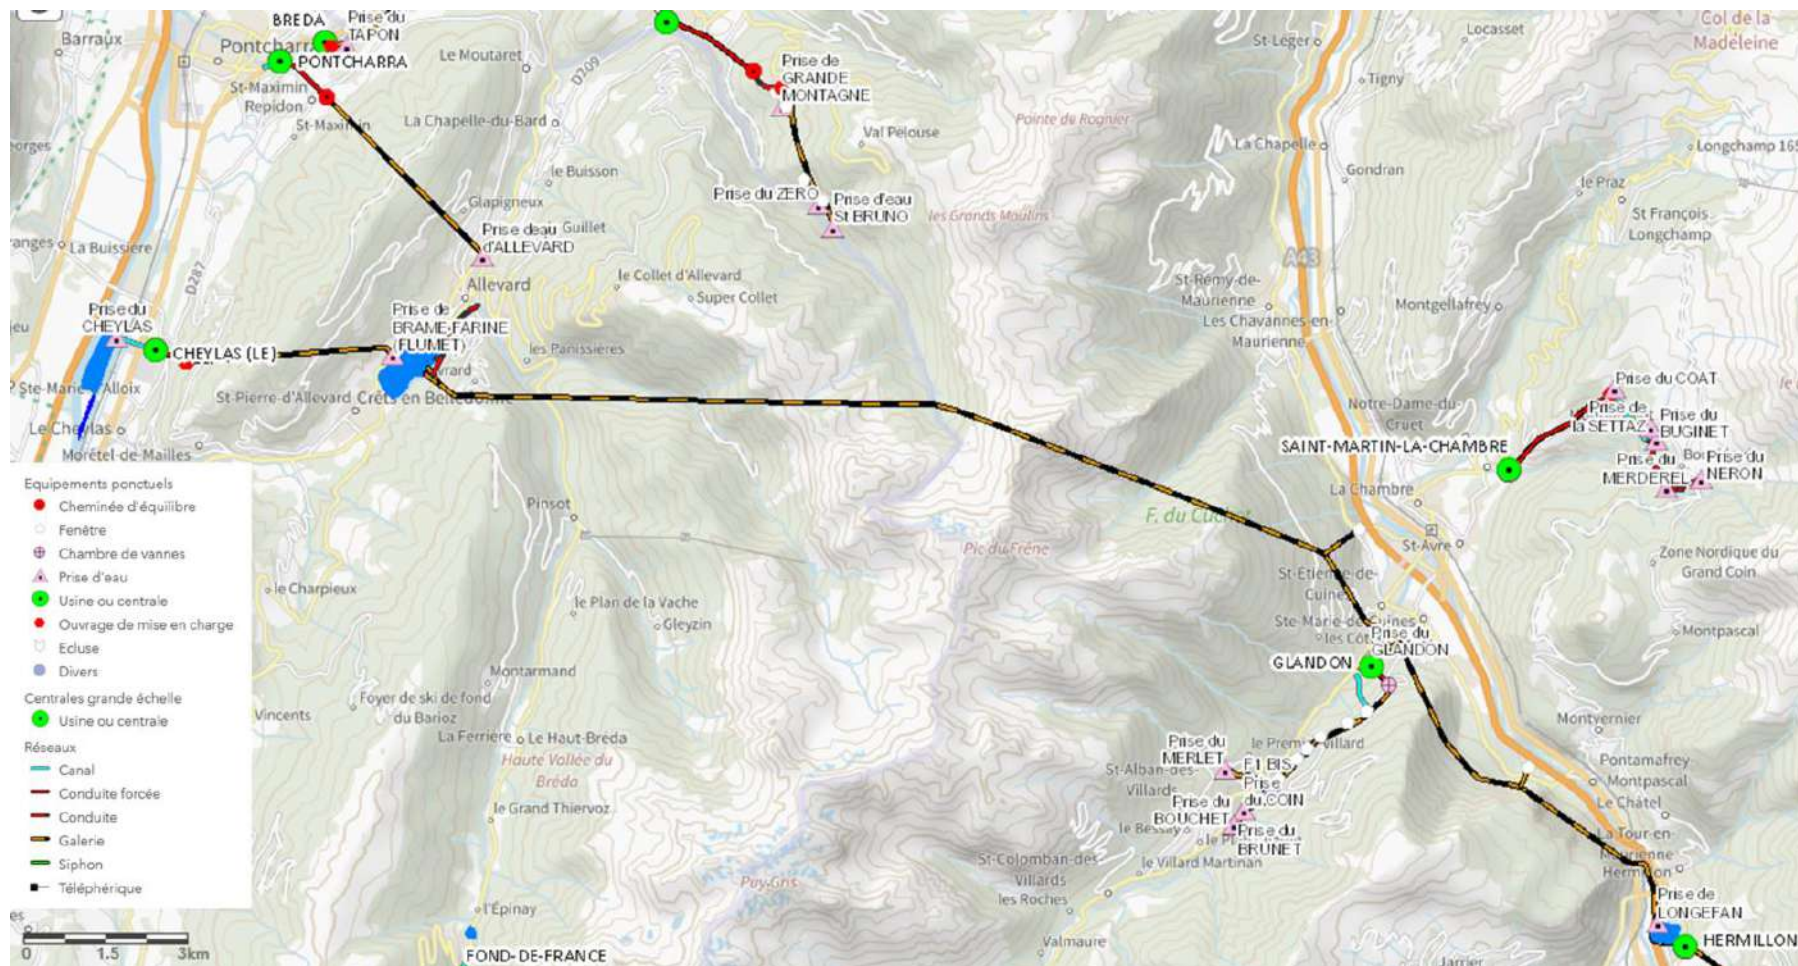 BREDA
Prise du
TAPON
Barraux
Pontcharra
PONTCHARRA
Le Moutaret
D709
St-Maximin
Repidon
St-Maximin
La Chapelle-du-Bard
Prise de
GRANDE
MONTAGNE
Val Pelouse
Pointe de Rognier
St-Léger
Locasset
Col de la
Madeleine
Tigny
La Chapelle
Gondran
Longchamp 165
le Praz
St François
Longchamp
le Buisson
Glapigneux
Prise du ZERO
Prise d'eau
St BRUNO
les Grands Moulins
Prise deau
d'ALLEVARD
Guillet
La Buissière
D287
Allevard
le Collet d'Allevard
Super Collet
A43
St-Rémy-de-
Maurienne
Les Chavannes-en-
Maurienne
Montgellafrey
Prise du
CHEYLAS
CHEYLAS (LE)
Prise de
BRAME-FARINE
(FLUMET)
les Panissières
Ste-Marie-d'Alloix
St-Pierre-d'Allevard
Crêts en Belledonne
Le Cheylas
Morêtel-de-Mailles
Notre-Dame-du-
Cruet
Prise du COAT
Prise de
la SETTAZ
Prise du
BUGINET
SAINT-MARTIN-LA-CHAMBRE
Prise du
MERDEREL
Prise du
NERON
La Chambre
F. du Cuchet
Pinsot
Pic du Frêne
St-Avre
Zone Nordique du
Grand Coin
St-Etienne-de-
Cuines
le Charpieux
le Plan de la Vache
Gleyzin
Ste-Marie-de-Cuines
les Côt
Prise du
GLANDON
GLANDON
Montpascal
Montarmand
Foyer de ski de fond
du Barioz
Vincents
La Ferrière
Le Haut-Bréda
Haute Vallée du
Bréda
le Grand Thiervoz
Prise du
MERLET
le Premier Villard
St-Alban-des-
Villards
F1 BIS
Prise
du COIN
Prise du
BOUCHET
Prise du
BRUNET
le Bessay
le Villard Martinan
St-Colomban-des-
Villards
les Roches
Valmaure
Puy Gris
Montvernier
Pontamafrey
Montpascal
Le Châtel
La Tour-en-
Maurienne
Hermillon
Prise de
LONGEFAN
HERMILLON
Jarrier
l'Épinay
FOND-DE-FRANCE
Equipements ponctuels
Cheminée d'équilibre
Fenêtre
Chambre de vannes
Prise d'eau
Usine ou centrale
Ouvrage de mise en charge
Ecluse
Divers
Centrales grande échelle
Usine ou centrale
Réseaux
Canal
Conduite forcée
Conduite
Galerie
Siphon
Téléphérique
0 1.5 3km